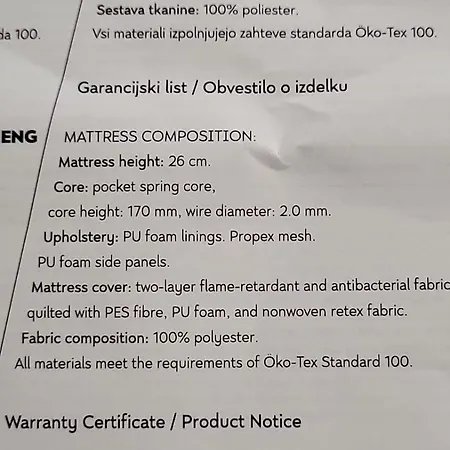 Sestava tkanine: 100% poliester.
da 100.
Vsi materiali izpolnjujejo zahteve standarda Öko-Tex 100.
Garancijski list / Obvestilo o izdelku
ENG
MATTRESS COMPOSITION:
Mattress height: 26 cm.
Core: pocket spring core,
core height: 170 mm, wire diameter: 2.0 mm.
Upholstery: PU foam linings. Propex mesh.
PU foam side panels.
Mattress cover: two-layer flame-retardant and antibacterial fabric
quilted with PES fibre, PU foam, and nonwoven retex fabric.
Fabric composition: 100% polyester.
All materials meet the requirements of Öko-Tex Standard 100.
Warranty Certificate / Product Notice